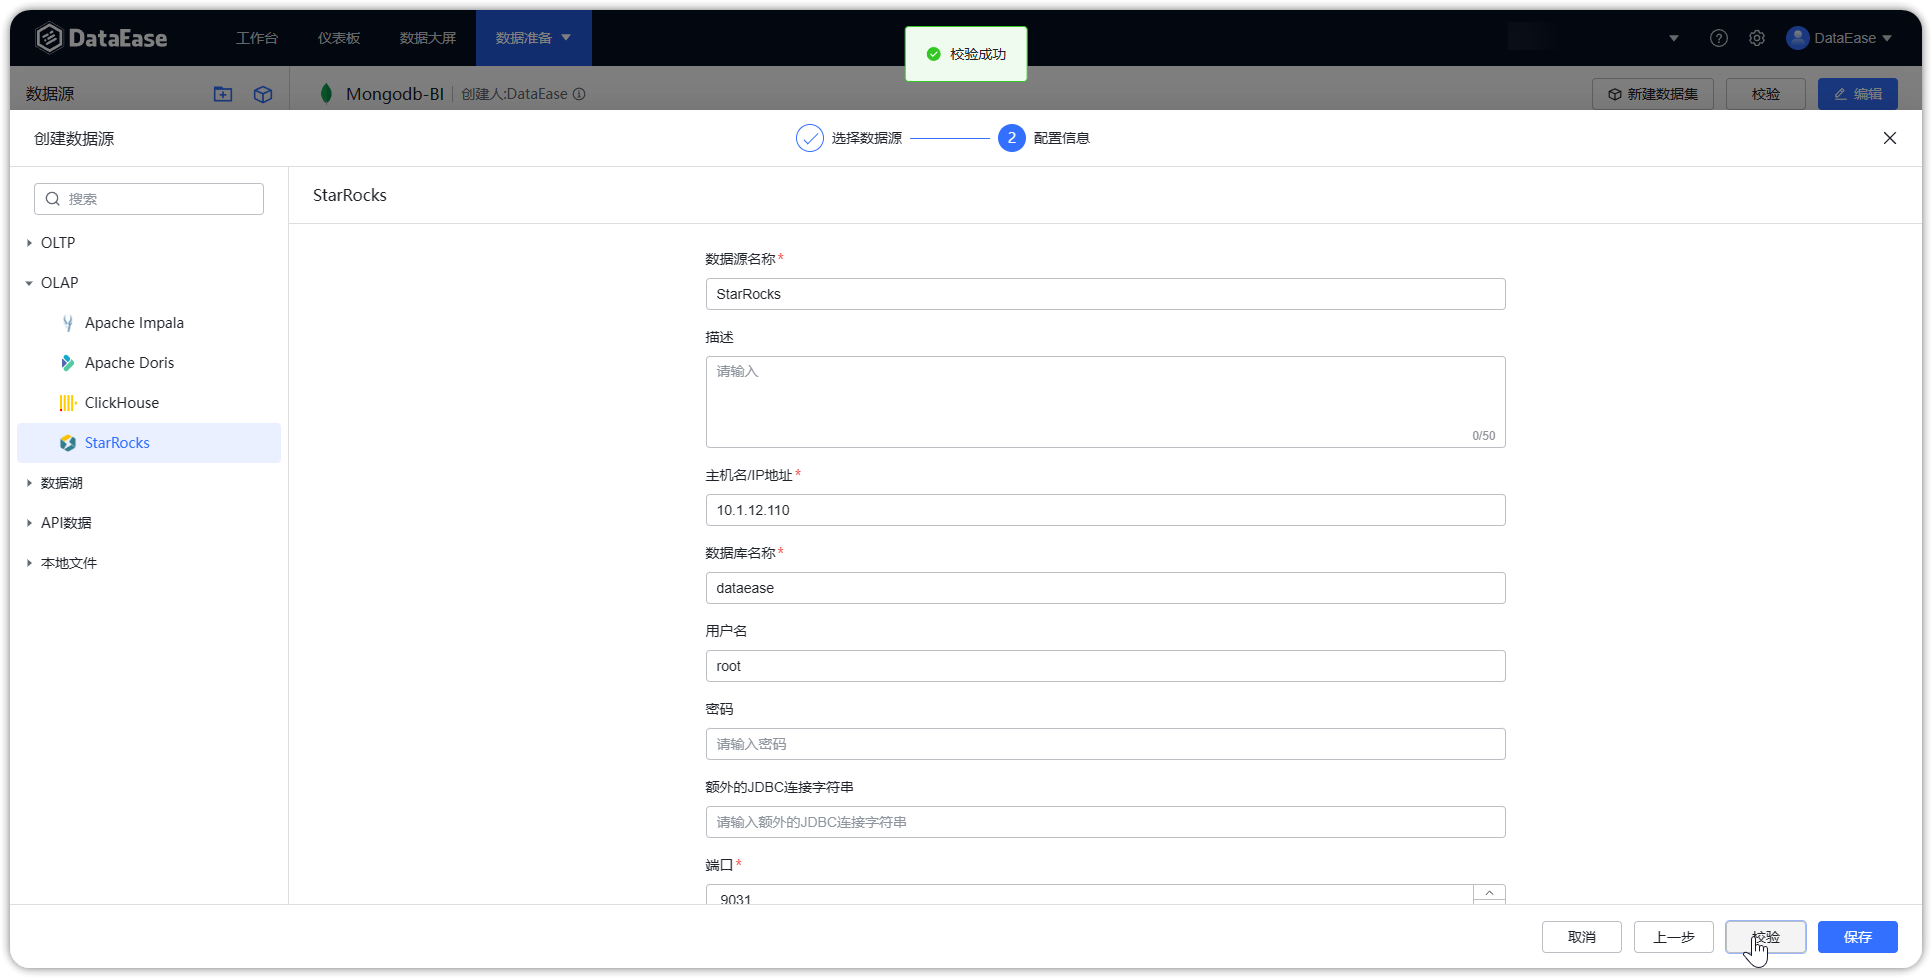 DataEase 工作台 仪表板 数据大屏 数据准备 DataEase
校验成功
数据源 Mongodb-BI 创建人:DataEase 新建数据集 校验 编辑
创建数据源 选择数据源 2 配置信息
搜索
OLTP
OLAP
Apache Impala
Apache Doris
ClickHouse
StarRocks
数据湖
API数据
本地文件
StarRocks
数据源名称*
StarRocks
描述
请输入
0/50
主机名/IP地址*
10.1.12.110
数据库名称*
dataease
用户名
root
密码
请输入密码
额外的JDBC连接字符串
请输入额外的JDBC连接字符串
端口*
9031
取消 上一步 校验 保存